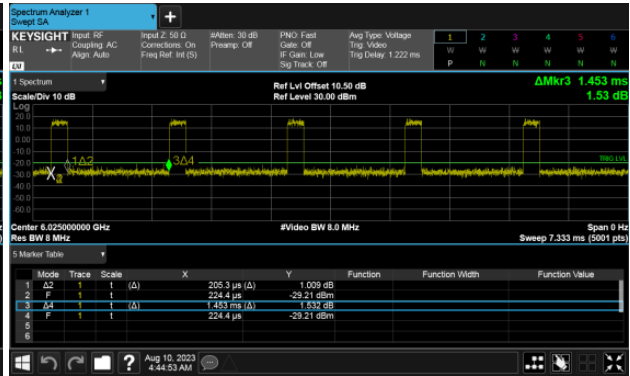 Spectrum Analyzer 1
Swept SA
+
KEYSIGHT Input: RF Input Z: 50 Ω #Atten: 30 dB PNO: Fast Avg Type: Voltage 1 2 3 4 5 6
RL Coupling: AC Corrections: On Preamp: Off Gate: Off Trig: Video W W W W W W
Align: Auto Freq Ref: Int (S) IF Gain: Low Trig Delay: 1.222 ms P N N N N N
LXI Sig Track: Off
1 Spectrum Ref Lvl Offset 10.50 dB ΔMkr3 1.453 ms
Scale/Div 10 dB Ref Level 30.00 dBm 1.53 dB
Log
20.0
10.0
0.00
-10.0
-20.0 1Δ2 3Δ4 TRIG LVL
-30.0 X
-40.0
-50.0
-60.0
Center 6.025000000 GHz #Video BW 8.0 MHz Span 0 Hz
Res BW 8 MHz Sweep 7.333 ms (5001 pts)
5 Marker Table
Mode Trace Scale X Y Function Function Width Function Value
1 Δ2 1 t (Δ) 205.3 µs (Δ) 1.009 dB
2 F 1 t 224.4 µs -29.21 dBm
3 Δ4 1 t (Δ) 1.453 ms (Δ) 1.532 dB
4 F 1 t 224.4 µs -29.21 dBm
5
6
? Aug 10, 2023
4:44:53 AM